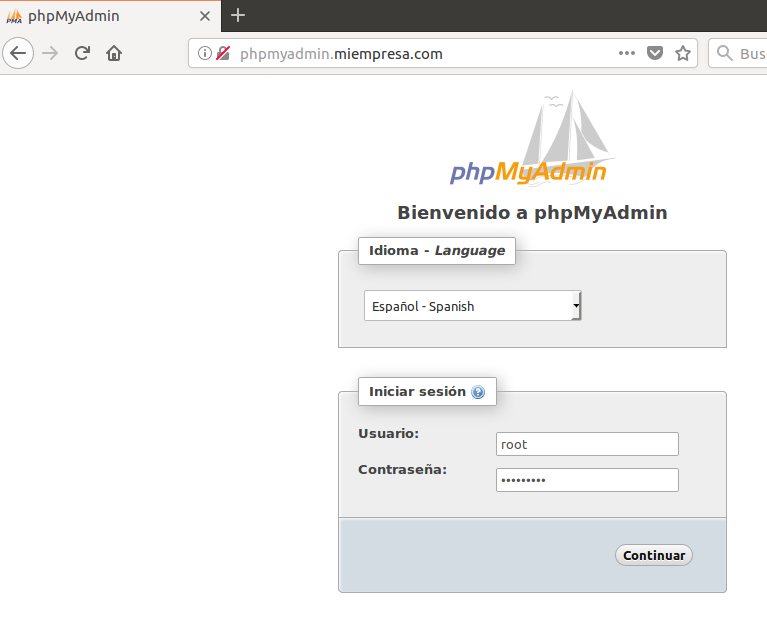 phpMyAdmin
phpmyadmin.miempresa.com
Bus
phpMyAdmin
Bienvenido a phpMyAdmin
Idioma - Language
Español - Spanish
Iniciar sesión
Usuario:
root
Contraseña:
•••••••••
Continuar